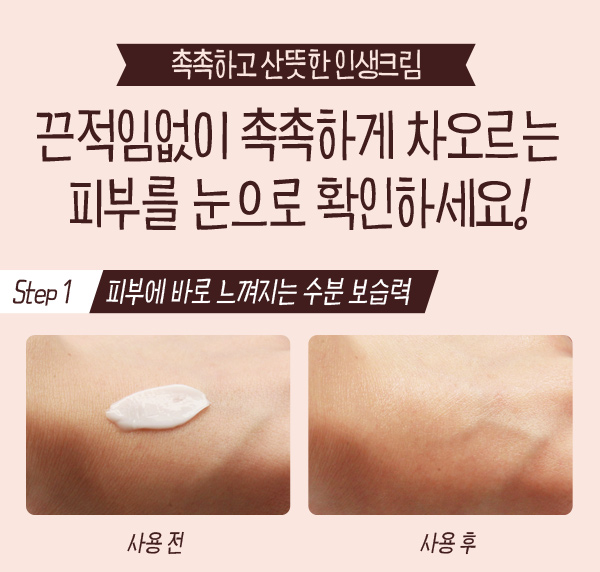 촉촉하고 산뜻한 인생크림
끈적임없이 촉촉하게 차오르는
피부를 눈으로 확인하세요!
Step 1 피부에 바로 느껴지는 수분 보습력
사용 전 사용 후